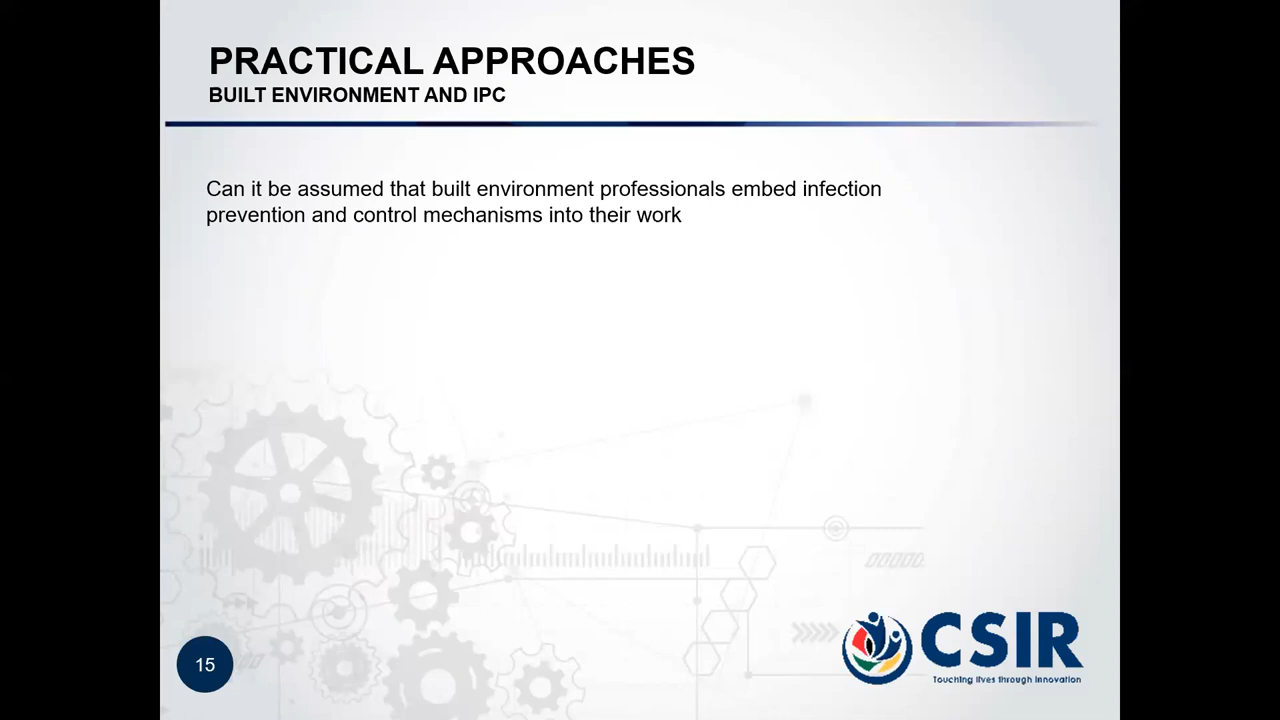 PRACTICAL APPROACHES
BUILT ENVIRONMENT AND IPC
Can it be assumed that built environment professionals embed infection
prevention and control mechanisms into their work
15
CSIR
Touching lives through innovation